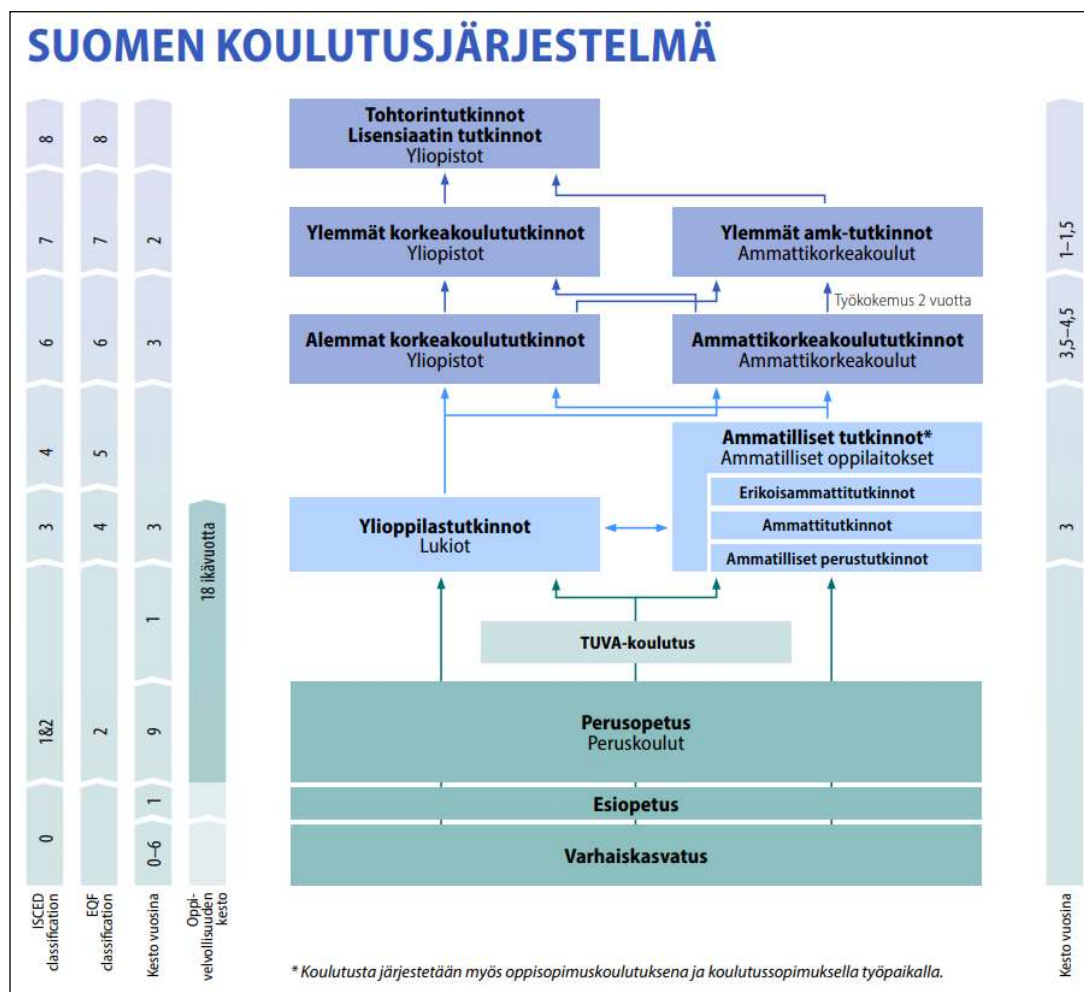 SUOMEN KOULUTUSJÄRJESTELMÄ
Tohtorintutkinnot
Lisensiaatin tutkinnot
Yliopistot
8
8
Ylemmät korkeakoulututkinnot
Yliopistot
Ylemmät amk-tutkinnot
Ammattikorkeakoulut
7
7
2
1–1,5
Työkokemus 2 vuotta
Alemmat korkeakoulututkinnot
Yliopistot
Ammattikorkeakoulututkinnot
Ammattikorkeakoulut
6
6
3
3,5–4,5
Ammatilliset tutkinnot*
Ammatilliset oppilaitokset
4
5
Erikoisammattitutkinnot
Ammattitutkinnot
Ammatilliset perustutkinnot
Ylioppilastutkinnot
Lukiot
3
4
3
3
18 ikävuotta
1
TUVA-koulutus
Perusopetus
Peruskoulut
1&2
2
9
Esiopetus
1
Varhaiskasvatus
0
0–6
ISCED
classification
EQF
classification
Kesto vuosina
Oppi-
velvollisuuden
kesto
Kesto vuosina
* Koulutusta järjestetään myös oppisopimuskoulutuksena ja koulutussopimuksella työpaikalla.